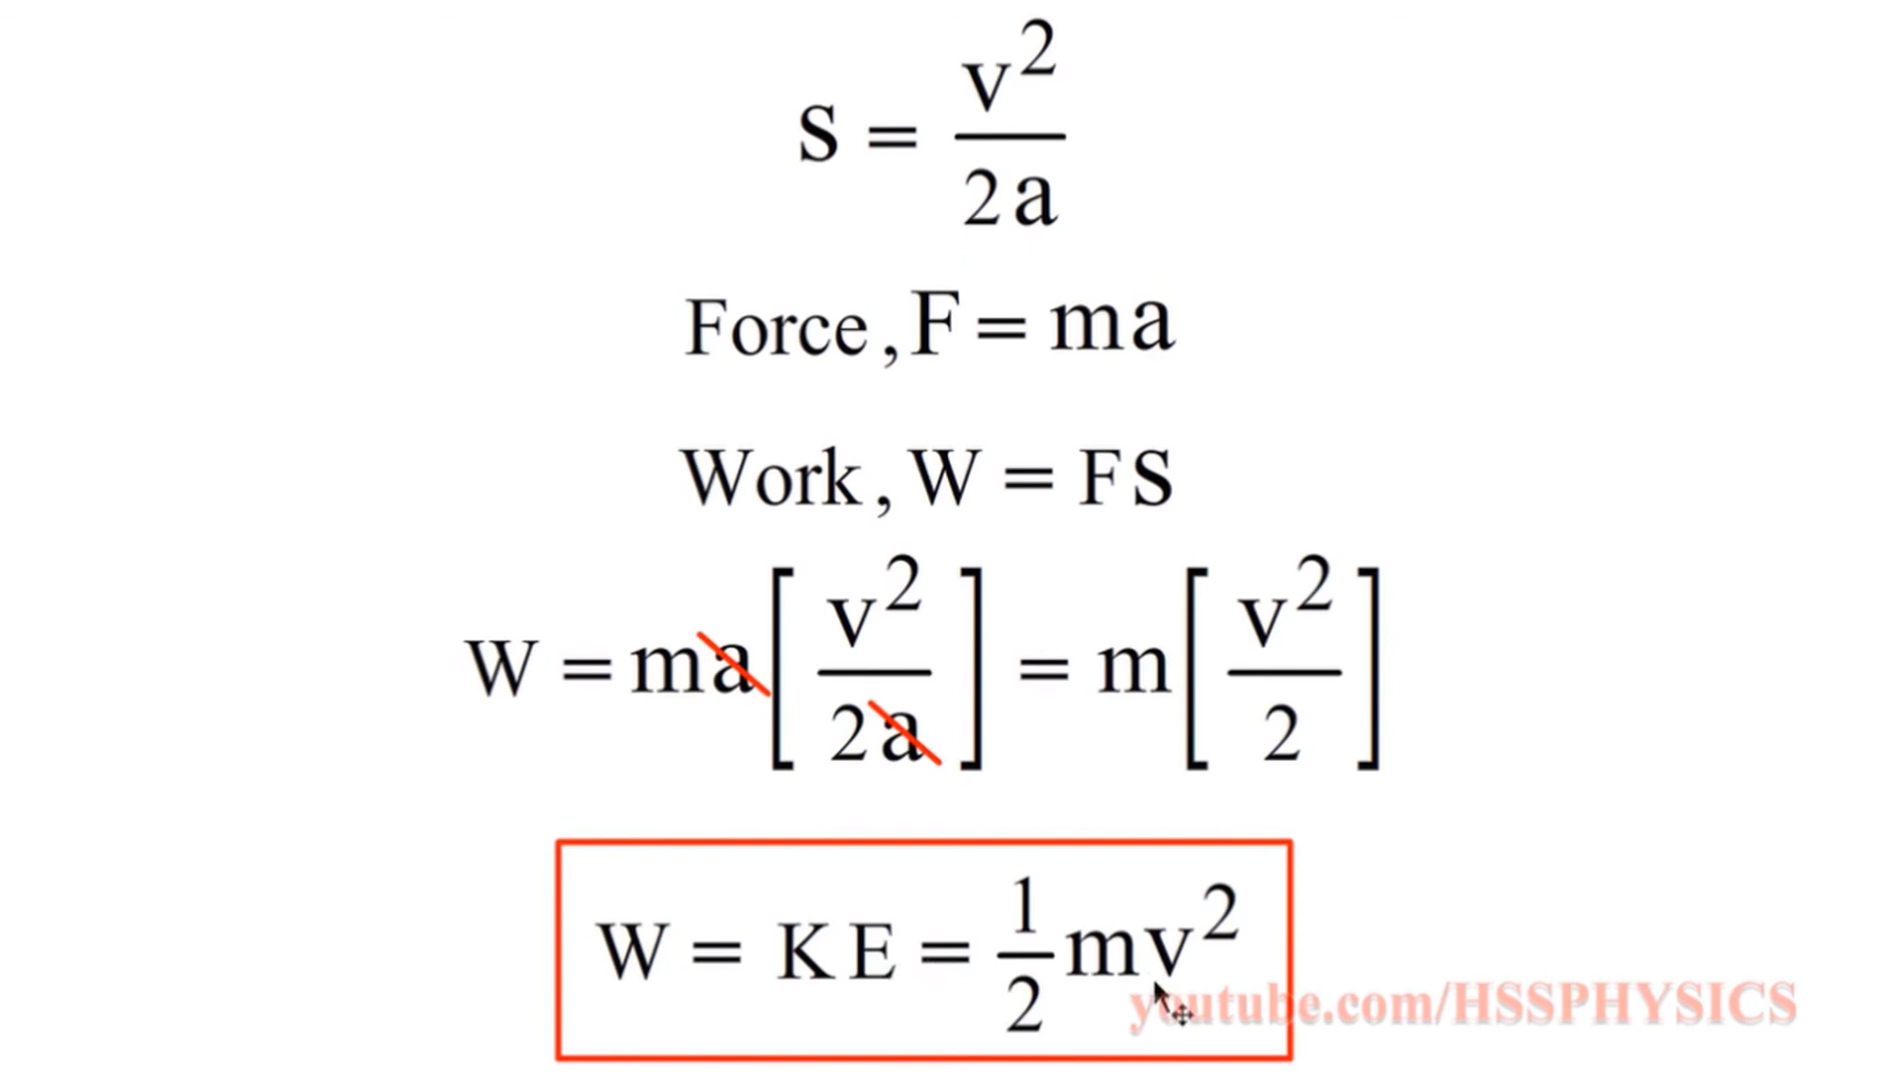 S = v²/2a
Force, F = ma
Work, W = FS
W = ma[v²/2a] = m[v²/2]
W = KE = 1/2 mv²
youtube.com/HSSPHYSICS